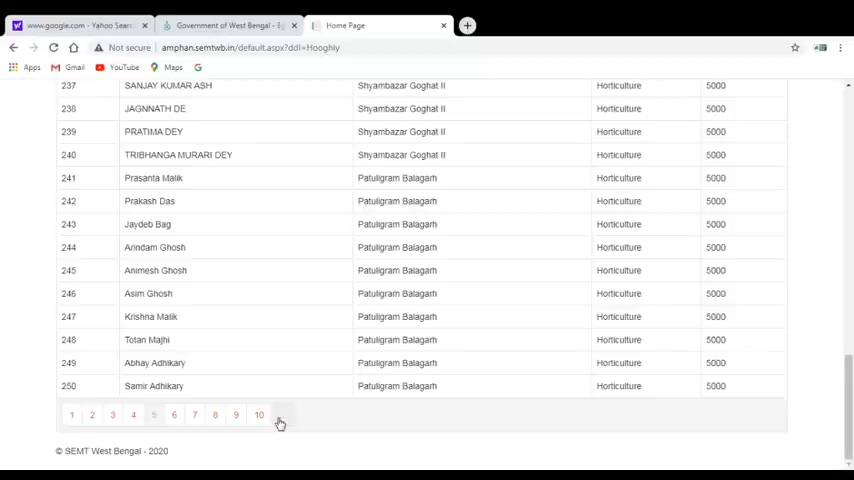 www.google.com - Yahoo Sear
Government of West Bengal - Eg
Home Page
Not secure | amphan.semtwb.in/default.aspx?ddl=Hooghly
Apps Gmail YouTube Maps
237 SANJAY KUMAR ASH Shyambazar Goghat II Horticulture 5000
238 JAGNNATH DE Shyambazar Goghat II Horticulture 5000
239 PRATIMA DEY Shyambazar Goghat II Horticulture 5000
240 TRIBHANGA MURARI DEY Shyambazar Goghat II Horticulture 5000
241 Prasanta Malik Patuligram Balagarh Horticulture 5000
242 Prakash Das Patuligram Balagarh Horticulture 5000
243 Jaydeb Bag Patuligram Balagarh Horticulture 5000
244 Arindam Ghosh Patuligram Balagarh Horticulture 5000
245 Animesh Ghosh Patuligram Balagarh Horticulture 5000
246 Asim Ghosh Patuligram Balagarh Horticulture 5000
247 Krishna Malik Patuligram Balagarh Horticulture 5000
248 Totan Majhi Patuligram Balagarh Horticulture 5000
249 Abhay Adhikary Patuligram Balagarh Horticulture 5000
250 Samir Adhikary Patuligram Balagarh Horticulture 5000
1 2 3 4 5 6 7 8 9 10
© SEMT West Bengal - 2020